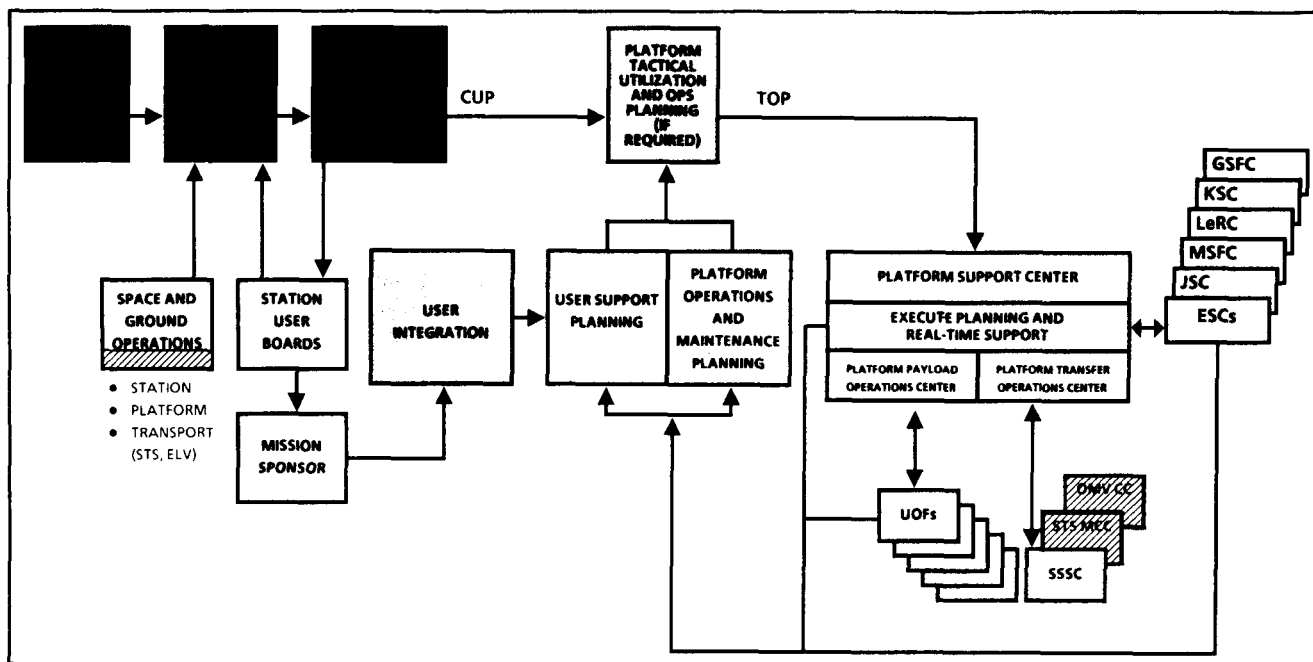 CUP
PLATFORM
TACTICAL
UTILIZATION
AND OPS
PLANNING
(IF
REQUIRED)
TOP
GSFC
KSC
LeRC
MSFC
JSC
ESCs
SPACE AND
GROUND
OPERATIONS
● STATION
● PLATFORM
● TRANSPORT
(STS, ELV)
STATION
USER
BOARDS
MISSION
SPONSOR
USER
INTEGRATION
USER SUPPORT
PLANNING
PLATFORM
OPERATIONS
AND
MAINTENANCE
PLANNING
PLATFORM SUPPORT CENTER
EXECUTE PLANNING AND
REAL-TIME SUPPORT
PLATFORM PAYLOAD
OPERATIONS CENTER
PLATFORM TRANSFER
OPERATIONS CENTER
UOFs
OMV CC
STS MCC
SSSC